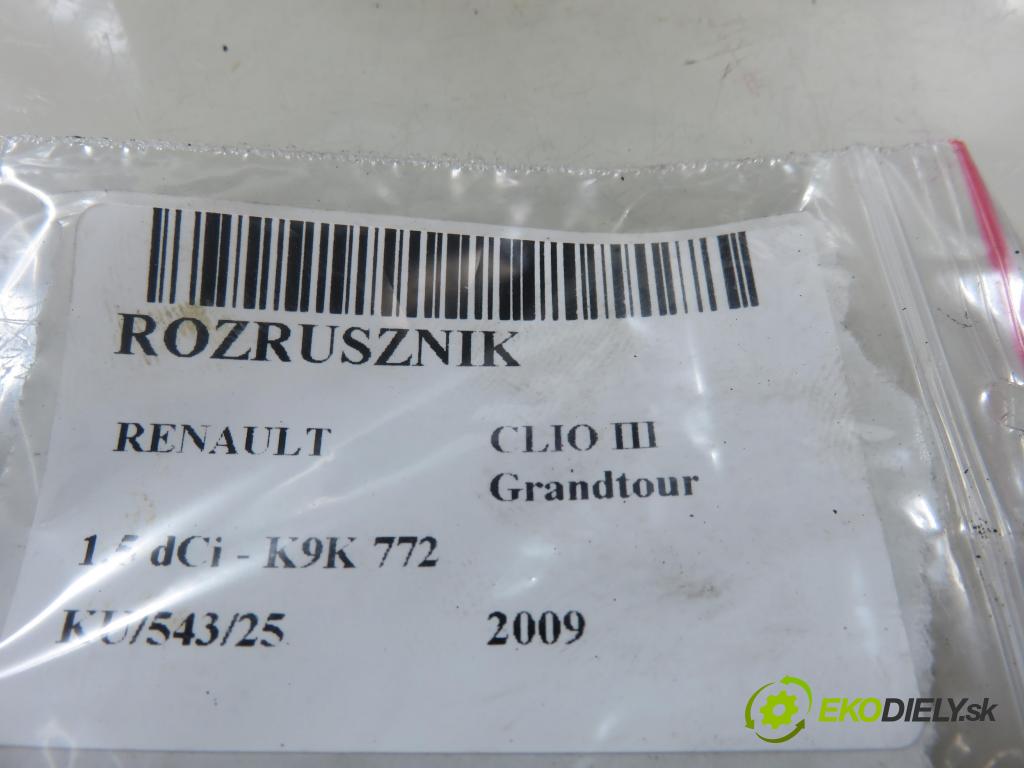 ROZRUSZNIK
RENAULT CLIO III
Grandtour
1.5 dCi - K9K 772
KU/543/25 2009
EKODIELY.sk